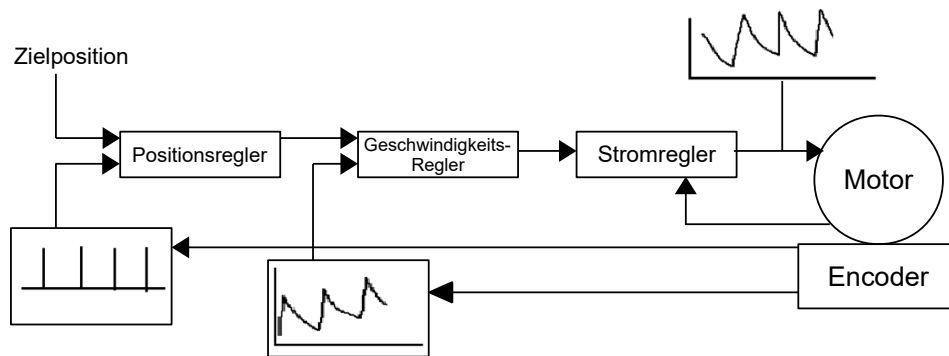 Zielposition
Positionsregler
Geschwindigkeits-
Regler
Stromregler
Motor
Encoder